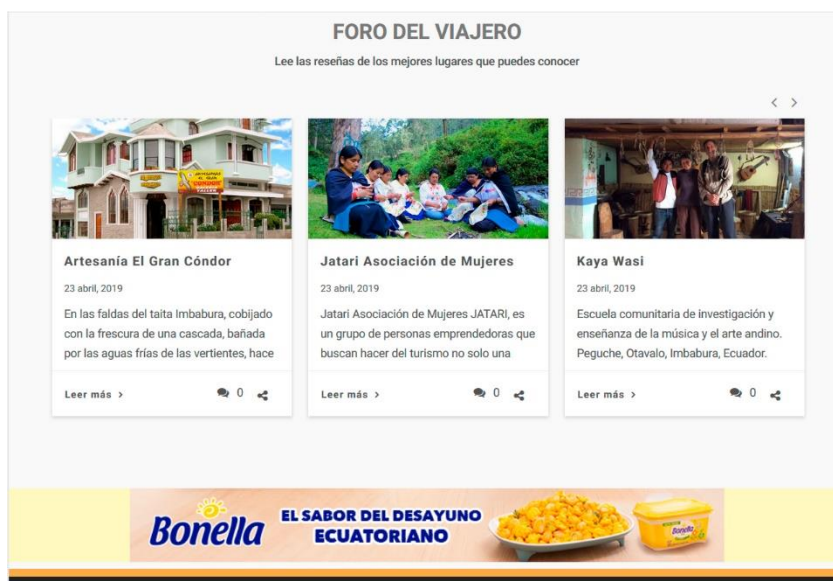 FORO DEL VIAJERO
Lee las reseñas de los mejores lugares que puedes conocer
Artesanía El Gran Cóndor
23 abril, 2019
En las faldas del taita Imbabura, cobijado
con la frescura de una cascada, bañada
por las aguas frías de las vertientes, hace
Leer más
0
Jatari Asociación de Mujeres
23 abril, 2019
Jatari Asociación de Mujeres JATARI, es
un grupo de personas emprendedoras que
buscan hacer del turismo no solo una
Leer más
0
Kaya Wasi
23 abril, 2019
Escuela comunitaria de investigación y
enseñanza de la música y el arte andino.
Peguche, Otavalo, Imbabura, Ecuador.
Leer más
0
Bonella
EL SABOR DEL DESAYUNO
ECUATORIANO
Bonella